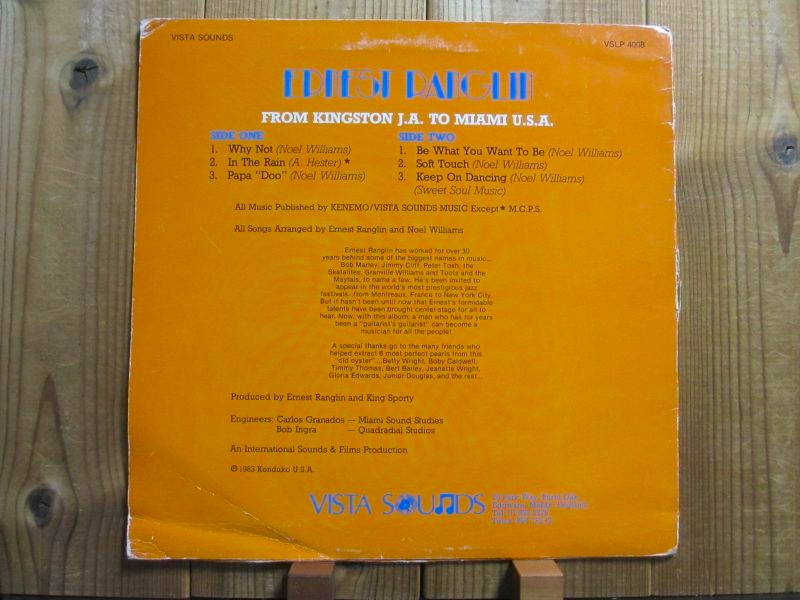 VISTA SOUNDS
VSLP 4008
ERNEST RANGLIN
FROM KINGSTON J.A. TO MIAMI U.S.A.
SIDE ONE
1. Why Not (Noel Williams)
2. In The Rain (A. Hester) ★
3. Papa "Doo" (Noel Williams)
SIDE TWO
1. Be What You Want To Be (Noel Williams)
2. Soft Touch (Noel Williams)
3. Keep On Dancing (Noel Williams)
(Sweet Soul Music)
All Music Published by KENEMO/VISTA SOUNDS MUSIC Except ★ M.C.P.S.
All Songs Arranged by Ernest Ranglin and Noel Williams
Ernest Ranglin has worked for over 30
years behind some of the biggest names in music...
Bob Marley, Jimmy Cliff, Peter Tosh, the
Skatalites, Granville Williams and Toots and the
Maytals, to name a few. He's been invited to
appear in the world's most prestigious jazz
festivals...from Montreaux, France to New York City.
But it hasn't been until now that Ernest's formidable
talents have been brought center-stage for all to
hear. Now, with this album, a man who has for years
been a "guitarist's guitarist" can become a
musician for all the people!
A special thanks go to the many friends who
helped extract 6 most perfect pearls from this
"old oyster"....Betty Wright, Boby Caldwell,
Timmy Thomas, Bert Bailey, Jeanette Wright,
Gloria Edwards, Junior Douglas, and the rest...
Produced by Ernest Ranglin and King Sporty
Engineers: Carlos Granados — Miami Sound Studies
Bob Ingra — Quadradial Studios
An International Sounds & Films Production
℗ 1983 Konduko U.S.A.
VISTA SOUNDS